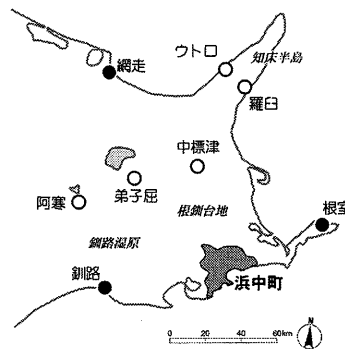 ウトロ
知床半島
網走
羅臼
中標津
弟子屈
阿寒
根釧台地
根室
釧路湿原
浜中町
釧路
0 20 40 60km
N